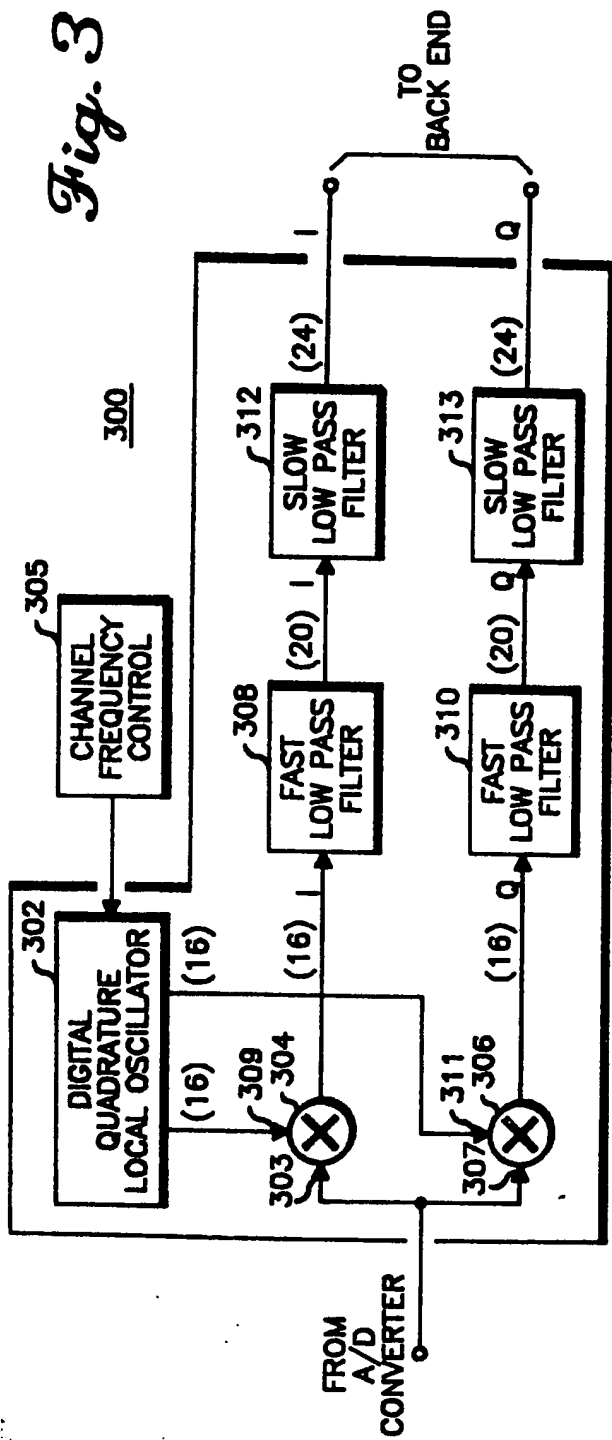 Fig. 3
300
302
DIGITAL
QUADRATURE
LOCAL OSCILLATOR
305
CHANNEL
FREQUENCY
CONTROL
(16)
(16)
309
304
303
(16)
I
308
FAST
LOW PASS
FILTER
(20)
I
312
SLOW
LOW PASS
FILTER
(24)
I
FROM
A/D
CONVERTER
311
306
307
(16)
Q
310
FAST
LOW PASS
FILTER
(20)
Q
313
SLOW
LOW PASS
FILTER
(24)
Q
TO
BACK END